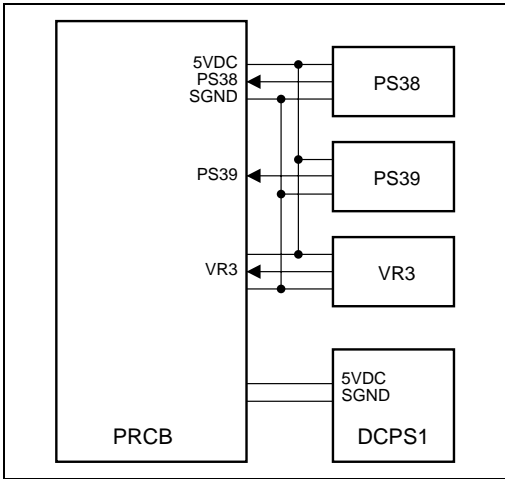 5VDC
PS38
SGND
PS38
PS39
PS39
VR3
VR3
5VDC
SGND
PRCB
DCPS1